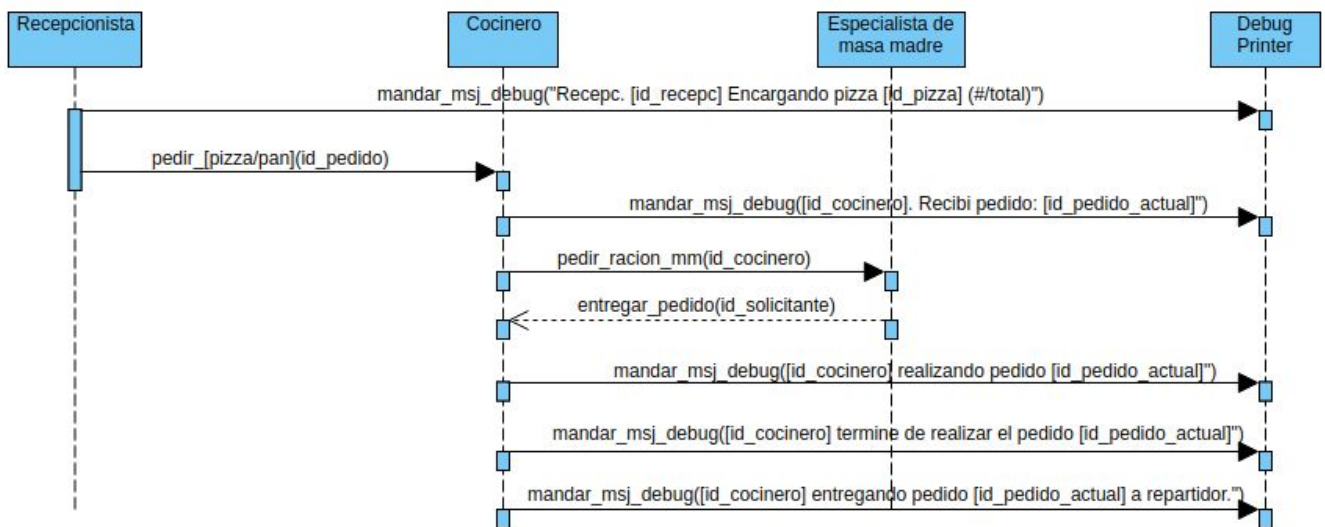 Recepcionista
Cocinero
Especialista de
masa madre
Debug
Printer
mandar_msj_debug("Recepc. [id_recepc] Encargando pizza [id_pizza] (#/total)")
pedir_[pizza/pan](id_pedido)
mandar_msj_debug([id_cocinero]. Recibi pedido: [id_pedido_actual]")
pedir_racion_mm(id_cocinero)
entregar_pedido(id_solicitante)
mandar_msj_debug([id_cocinero] realizando pedido [id_pedido_actual]")
mandar_msj_debug([id_cocinero] termine de realizar el pedido [id_pedido_actual]")
mandar_msj_debug([id_cocinero] entregando pedido [id_pedido_actual] a repartidor.")